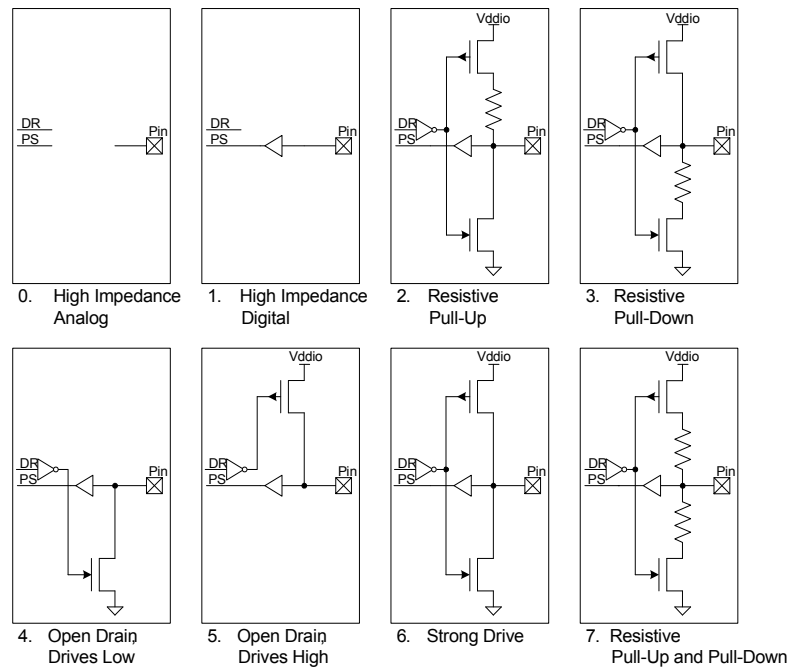 Vddio
Vddio
DR
PS
Pin
DR
PS
Pin
DR
PS
Pin
DR
PS
Pin
0. High Impedance
Analog
1. High Impedance
Digital
2. Resistive
Pull-Up
3. Resistive
Pull-Down
Vddio
Vddio
Vddio
DR
PS
Pin
DR
PS
Pin
DR
PS
Pin
DR
PS
Pin
4. Open Drain,
Drives Low
5. Open Drain,
Drives High
6. Strong Drive
7. Resistive
Pull-Up and Pull-Down